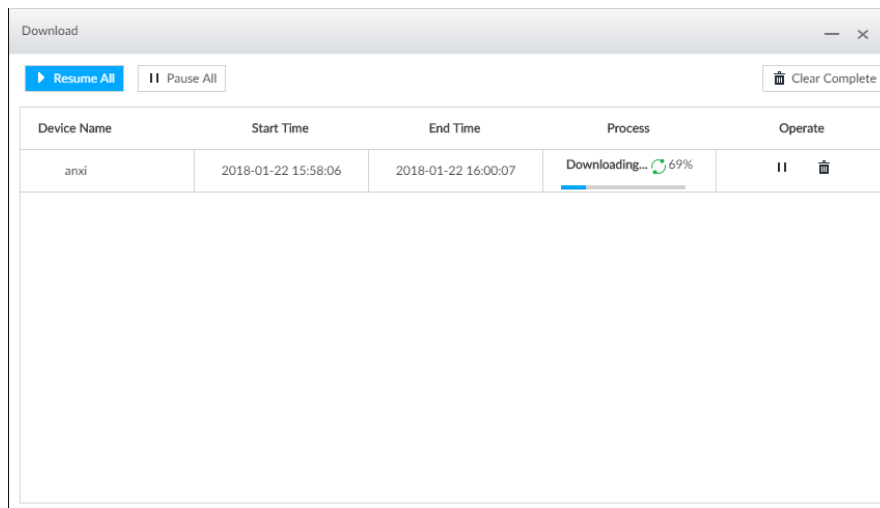 Download
Resume All Pause All Clear Complete
Device Name Start Time End Time Process Operate
anxi 2018-01-22 15:58:06 2018-01-22 16:00:07 Downloading... 69%